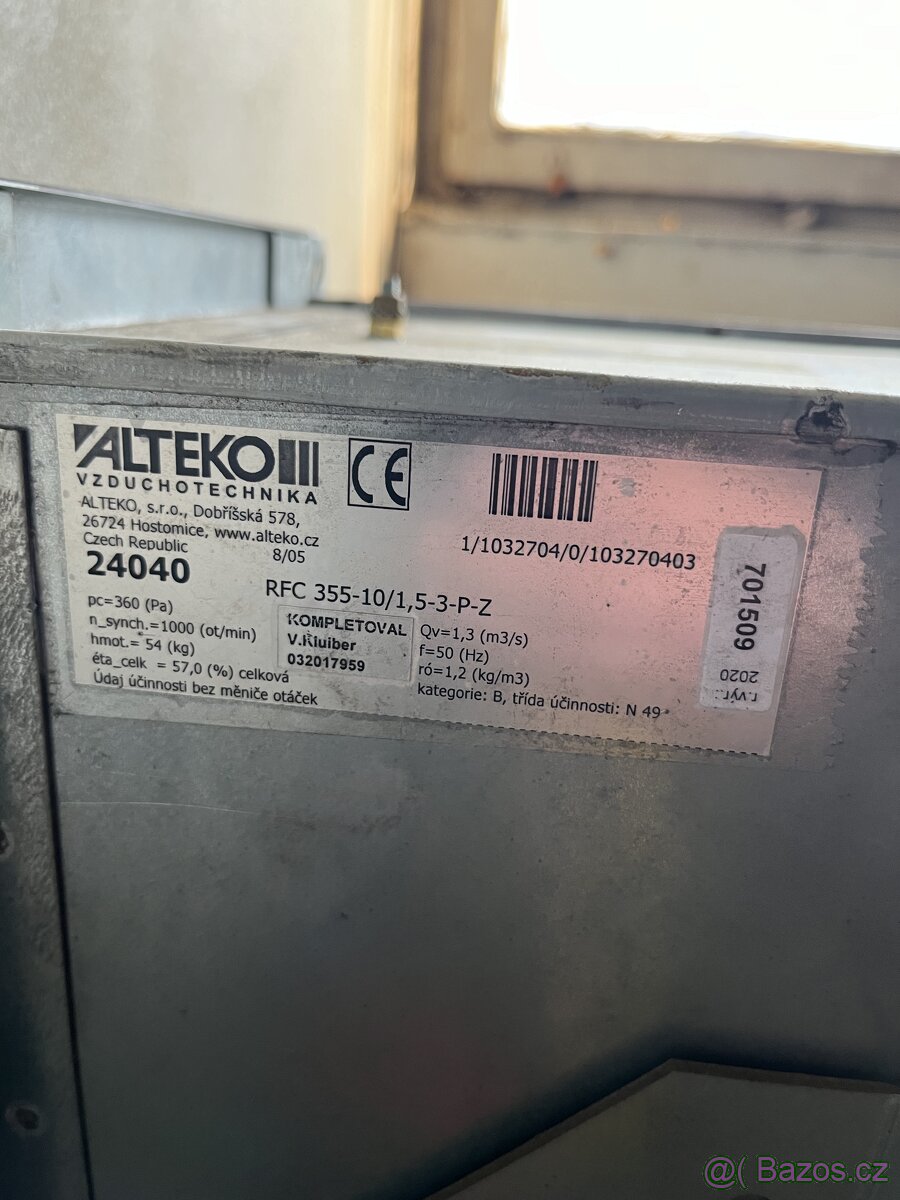 ALTEKO
VZDUCHOTECHNIKA
CE
ALTEKO, s.r.o., Dobříšská 578,
26724 Hostomice, www.alteko.cz
Czech Republic
8/05
24040
1/1032704/0/103270403
RFC 355-10/1,5-3-P-Z
pc=360 (Pa)
n_synch.=1000 (ot/min)
hmot.= 54 (kg)
éta_celk = 57,0 (%) celková
Údaj účinnosti bez měniče otáček
KOMPLETOVAL
V.Kluiber
032017959
Qv=1,3 (m3/s)
f=50 (Hz)
ró=1,2 (kg/m3)
kategorie: B, třída účinnosti: N 49
701509
r.výr.: 2020
@( Bazos.cz